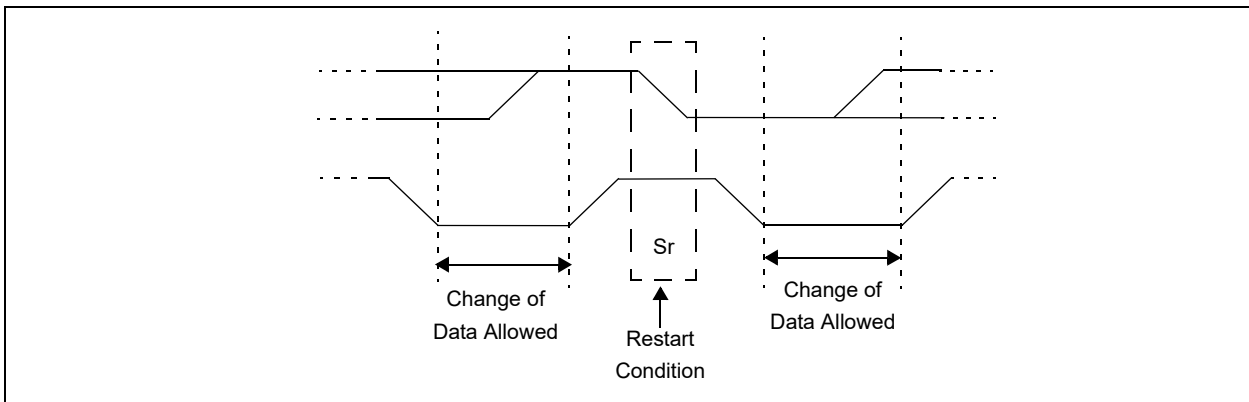 Sr
Change of
Data Allowed
Restart
Condition
Change of
Data Allowed